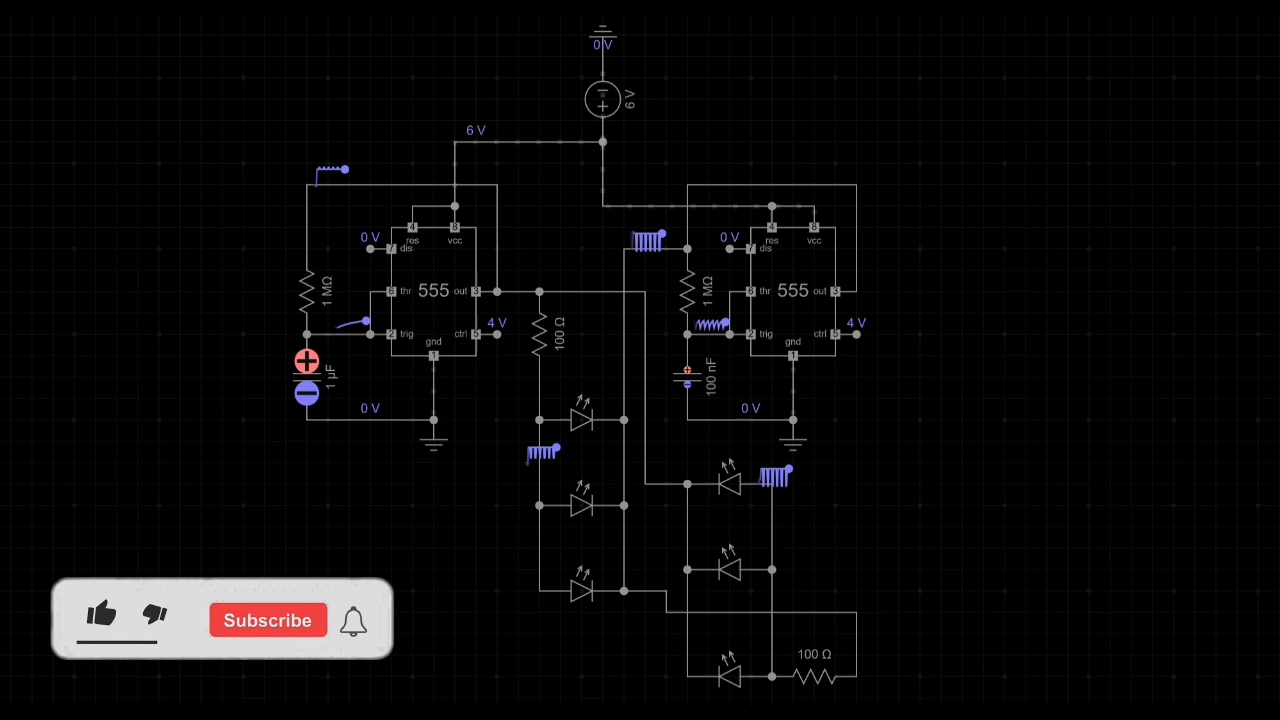 0 V
6 V
6 V
0 V
4 res
8 vcc
7 dis
6 thr
555
out 3
2 trig
ctrl 5
gnd
1
1 MΩ
4 V
100 Ω
1 µF
0 V
0 V
4 res
8 vcc
7 dis
6 thr
555
out 3
2 trig
ctrl 5
gnd
1
1 MΩ
4 V
100 nF
0 V
100 Ω
Subscribe